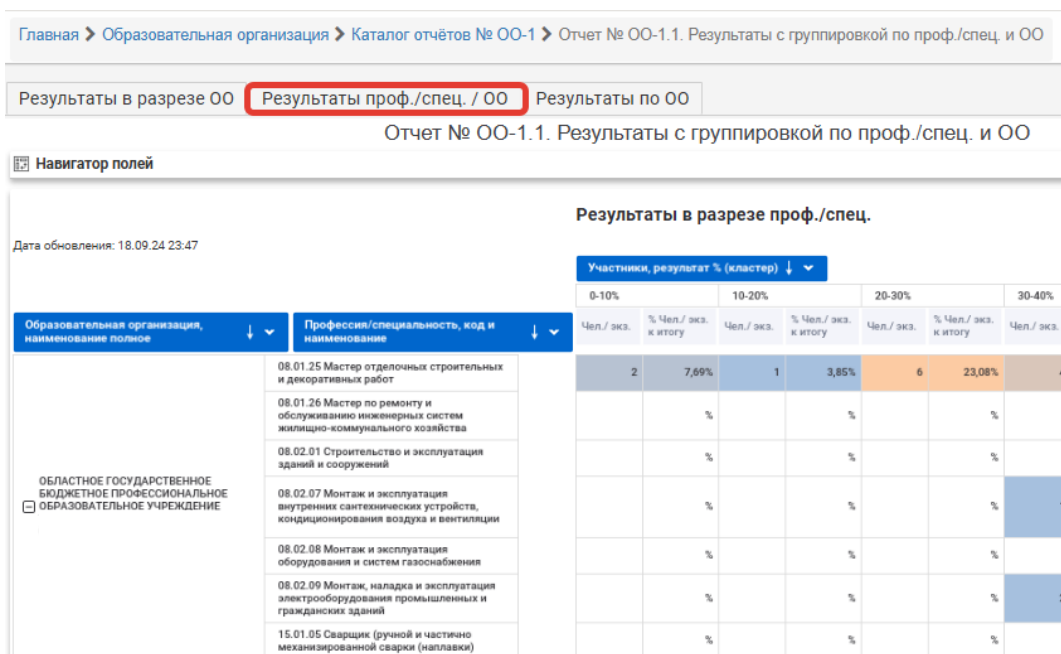 Главная > Образовательная организация > Каталог отчётов № ОО-1 > Отчет № ОО-1.1. Результаты с группировкой по проф./спец. и ОО
Результаты в разрезе ОО Результаты проф./спец. / ОО Результаты по ОО
Отчет № ОО-1.1. Результаты с группировкой по проф./спец. и ОО
Навигатор полей
Результаты в разрезе проф./спец.
Дата обновления: 18.09.24 23:47
Участники, результат % (кластер)
0-10% 10-20% 20-30% 30-40%
Образовательная организация,
наименование полное
Профессия/специальность, код и
наименование
Чел./ экз. % Чел./ экз. Чел./ экз. % Чел./ экз. Чел./ экз. % Чел./ экз. Чел./ экз.
к итогу к итогу к итогу
08.01.25 Мастер отделочных строительных
и декоративных работ
2 7,69% 1 3,85% 6 23,08%
08.01.26 Мастер по ремонту и
обслуживанию инженерных систем
жилищно-коммунального хозяйства
% % %
08.02.01 Строительство и эксплуатация
зданий и сооружений
% % %
ОБЛАСТНОЕ ГОСУДАРСТВЕННОЕ
БЮДЖЕТНОЕ ПРОФЕССИОНАЛЬНОЕ
ОБРАЗОВАТЕЛЬНОЕ УЧРЕЖДЕНИЕ
08.02.07 Монтаж и эксплуатация
внутренних сантехнических устройств,
кондиционирования воздуха и вентиляции
% % %
08.02.08 Монтаж и эксплуатация
оборудования и систем газоснабжения
% % %
08.02.09 Монтаж, наладка и эксплуатация
электрооборудования промышленных и
гражданских зданий
% % %
15.01.05 Сварщик (ручной и частично
механизированной сварки (наплавки)
% % %